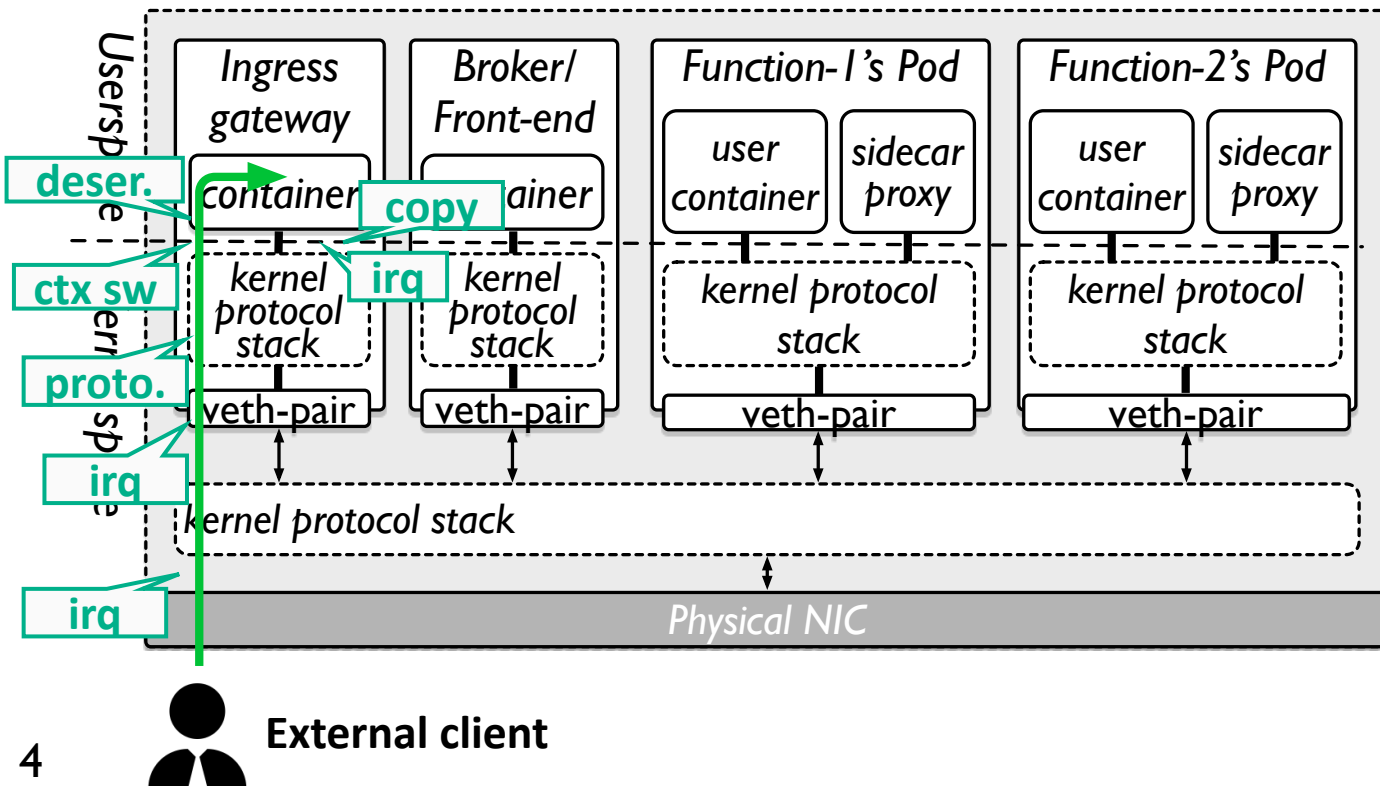 Ingress
gateway
Broker/
Front-end
Function-1's Pod
Function-2's Pod
user
container
sidecar
proxy
user
container
sidecar
proxy
deser.
container
copy
ainer
ctx sw
irq
kernel
protocol
stack
kernel
protocol
stack
kernel protocol
stack
kernel protocol
stack
proto.
veth-pair
veth-pair
veth-pair
veth-pair
irq
kernel protocol stack
irq
Physical NIC
External client
4